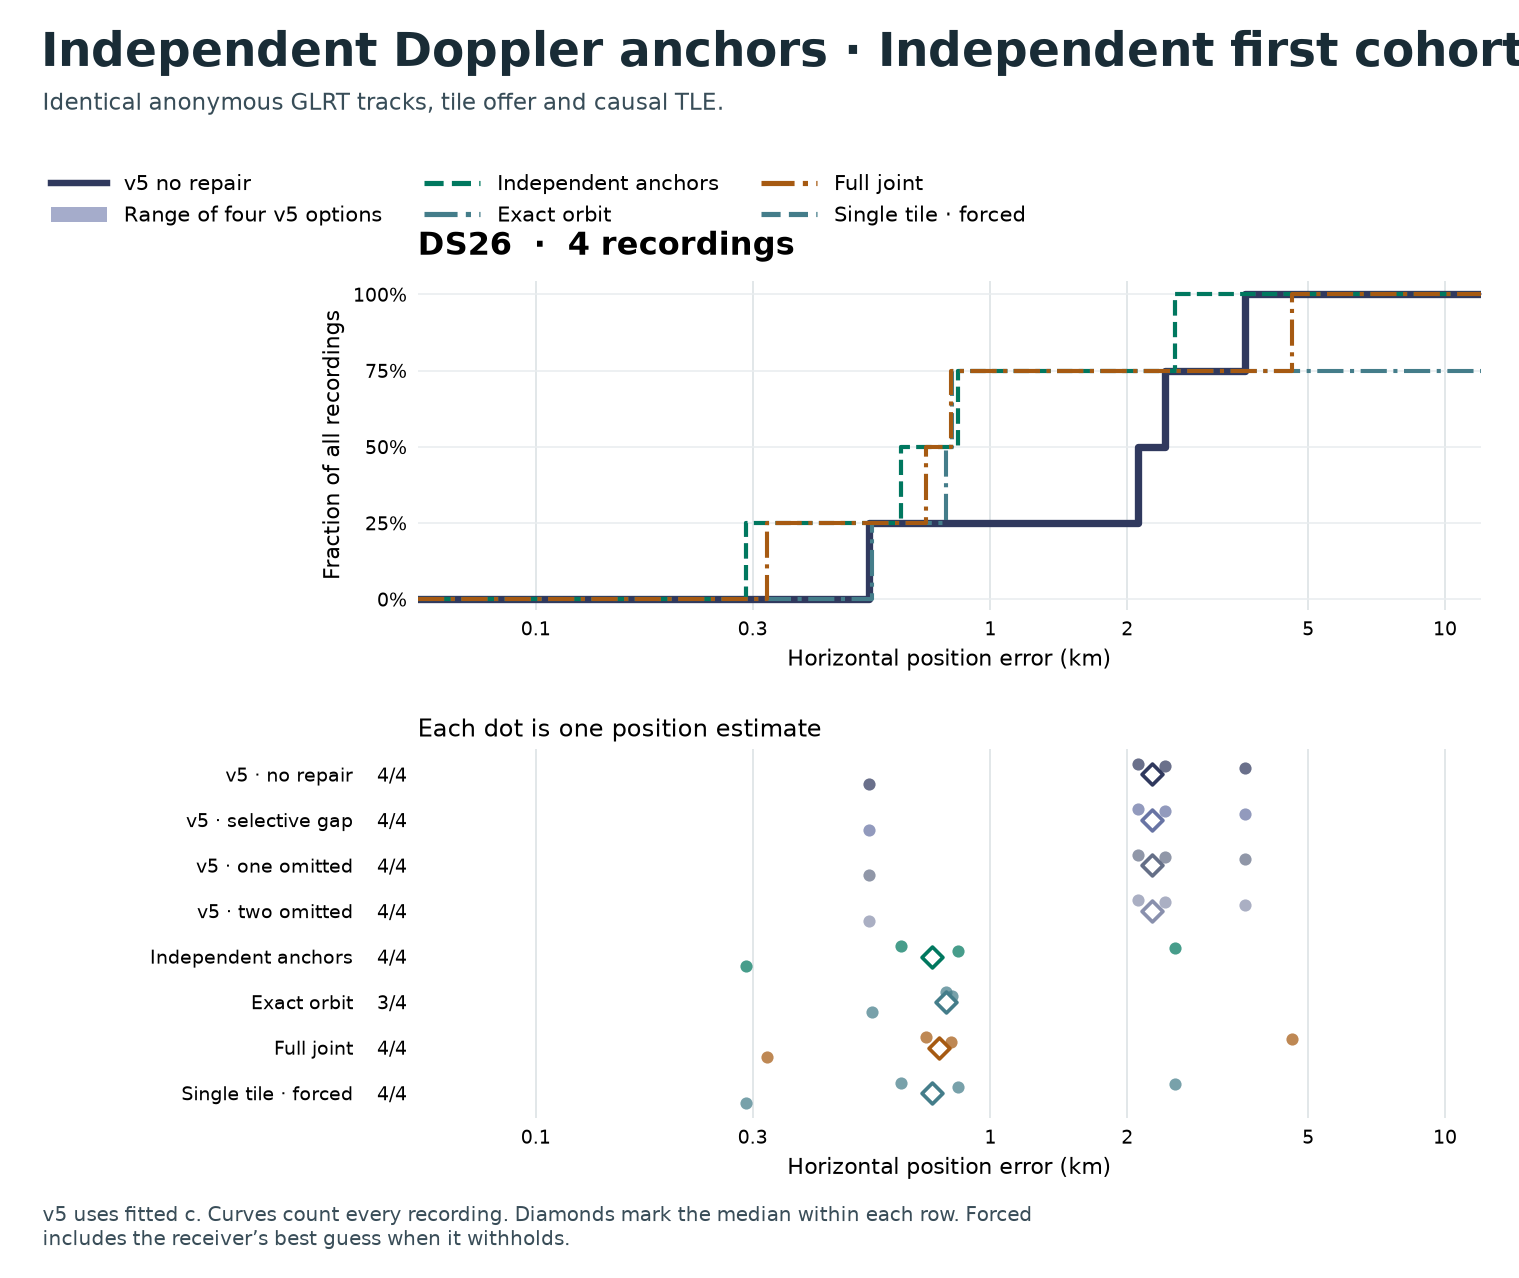 Independent Doppler anchors · Independent first cohort
Identical anonymous GLRT tracks, tile offer and causal TLE.
v5 no repair
Independent anchors
Full joint
Range of four v5 options
Exact orbit
Single tile · forced
DS26 · 4 recordings
Fraction of all recordings
100%
75%
50%
25%
0%
0.1 0.3 1 2 5 10
Horizontal position error (km)
Each dot is one position estimate
v5 · no repair 4/4
v5 · selective gap 4/4
v5 · one omitted 4/4
v5 · two omitted 4/4
Independent anchors 4/4
Exact orbit 3/4
Full joint 4/4
Single tile · forced 4/4
0.1 0.3 1 2 5 10
Horizontal position error (km)
v5 uses fitted c. Curves count every recording. Diamonds mark the median within each row. Forced
includes the receiver’s best guess when it withholds.